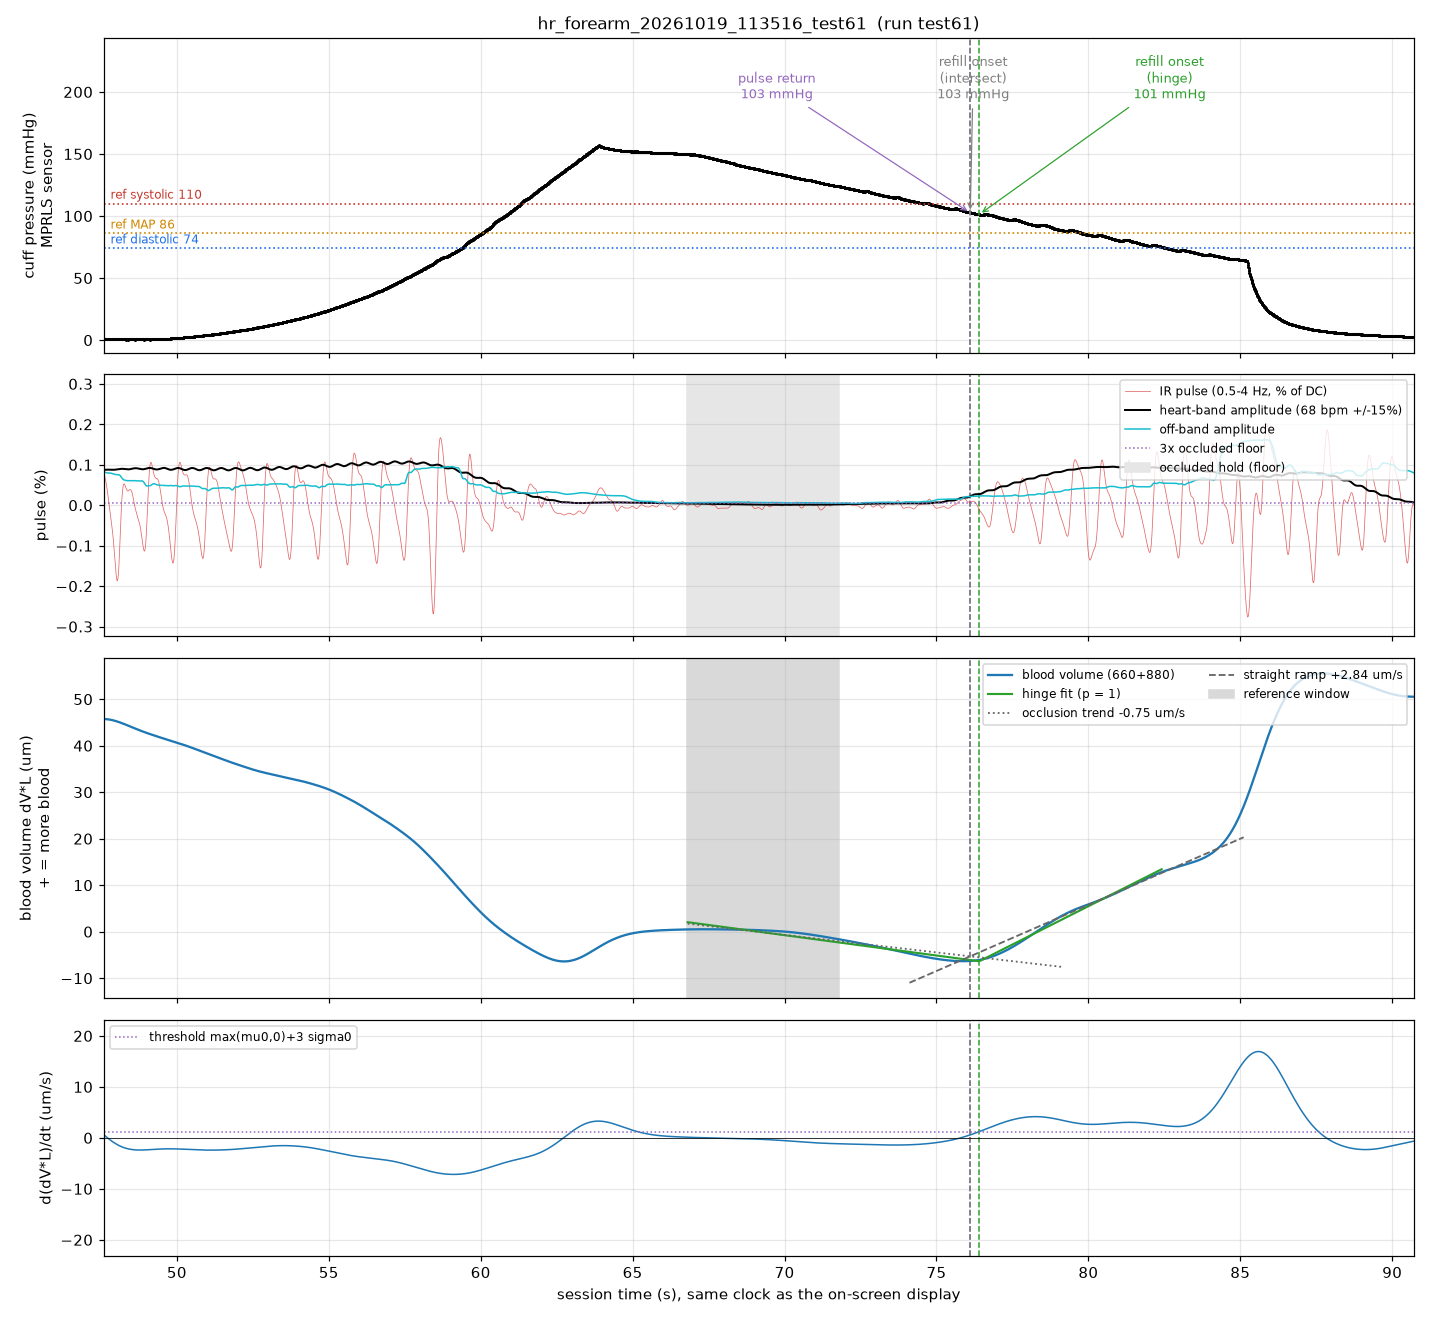 hr_forearm_20261019_113516_test61  (run test61)
cuff pressure (mmHg)
MPRLS sensor
200
150
100
50
0
ref systolic 110
ref MAP 86
ref diastolic 74
pulse return
103 mmHg
refill onset
(intersect)
103 mmHg
refill onset
(hinge)
101 mmHg
pulse (%)
0.3
0.2
0.1
0.0
−0.1
−0.2
−0.3
IR pulse (0.5-4 Hz, % of DC)
heart-band amplitude (68 bpm +/-15%)
off-band amplitude
3x occluded floor
occluded hold (floor)
blood volume dV*L (um)
+ = more blood
50
40
30
20
10
0
−10
blood volume (660+880)
hinge fit (p = 1)
occlusion trend -0.75 um/s
straight ramp +2.84 um/s
reference window
d(dV*L)/dt (um/s)
20
10
0
−10
−20
threshold max(mu0,0)+3 sigma0
50 55 60 65 70 75 80 85 90
session time (s), same clock as the on-screen display